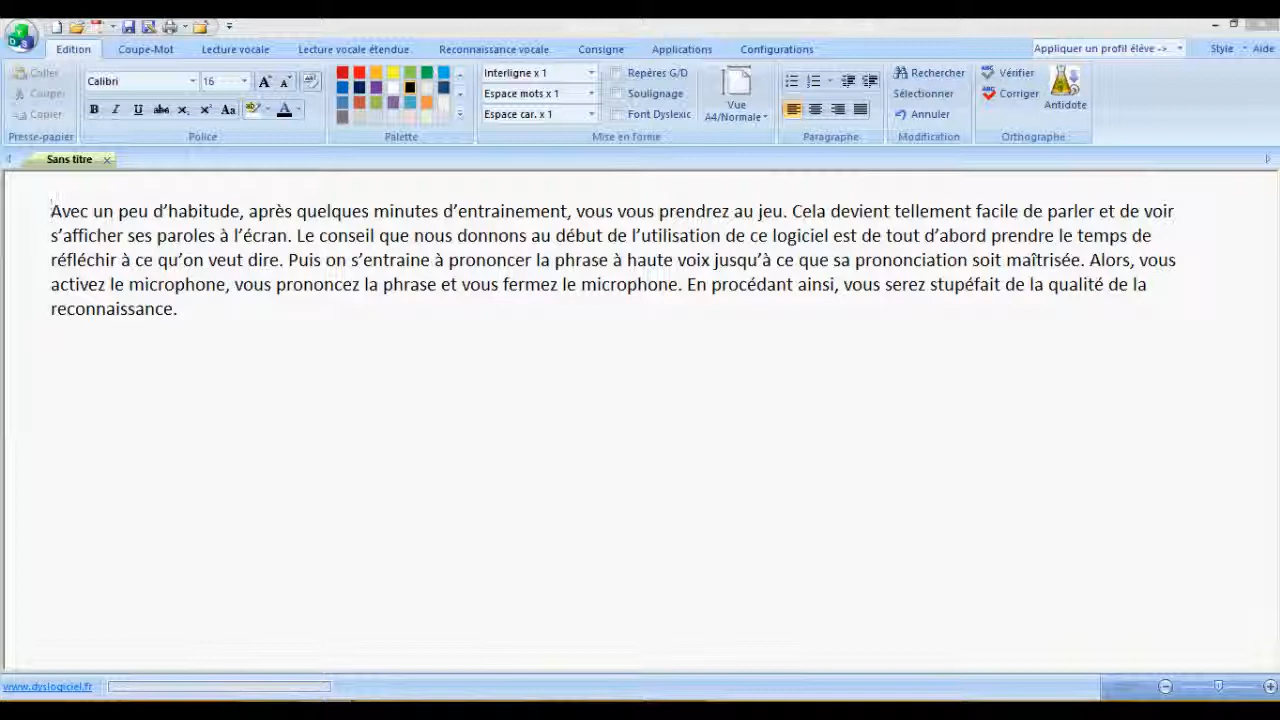 Edition Coupe-Mot Lecture vocale Lecture vocale étendue Reconnaissance vocale Consigne Applications Configurations Appliquer un profil élève -> Style Aide
Coller Calibri 16 Interligne x 1 Repères G/D Rechercher Vérifier
Couper Espace mots x 1 Soulignage Sélectionner Corriger
Copier B I U abc X² X² Aa A Espace car. x 1 Font Dyslexic Vue A4/Normale Annuler Antidote
Presse-papier Police Palette Mise en forme Paragraphe Modification Orthographe
Sans titre x
Avec un peu d’habitude, après quelques minutes d’entrainement, vous vous prendrez au jeu. Cela devient tellement facile de parler et de voir
s’afficher ses paroles à l’écran. Le conseil que nous donnons au début de l’utilisation de ce logiciel est de tout d’abord prendre le temps de
réfléchir à ce qu’on veut dire. Puis on s’entraine à prononcer la phrase à haute voix jusqu’à ce que sa prononciation soit maîtrisée. Alors, vous
activez le microphone, vous prononcez la phrase et vous fermez le microphone. En procédant ainsi, vous serez stupéfait de la qualité de la
reconnaissance.
www.dyslogiciel.fr